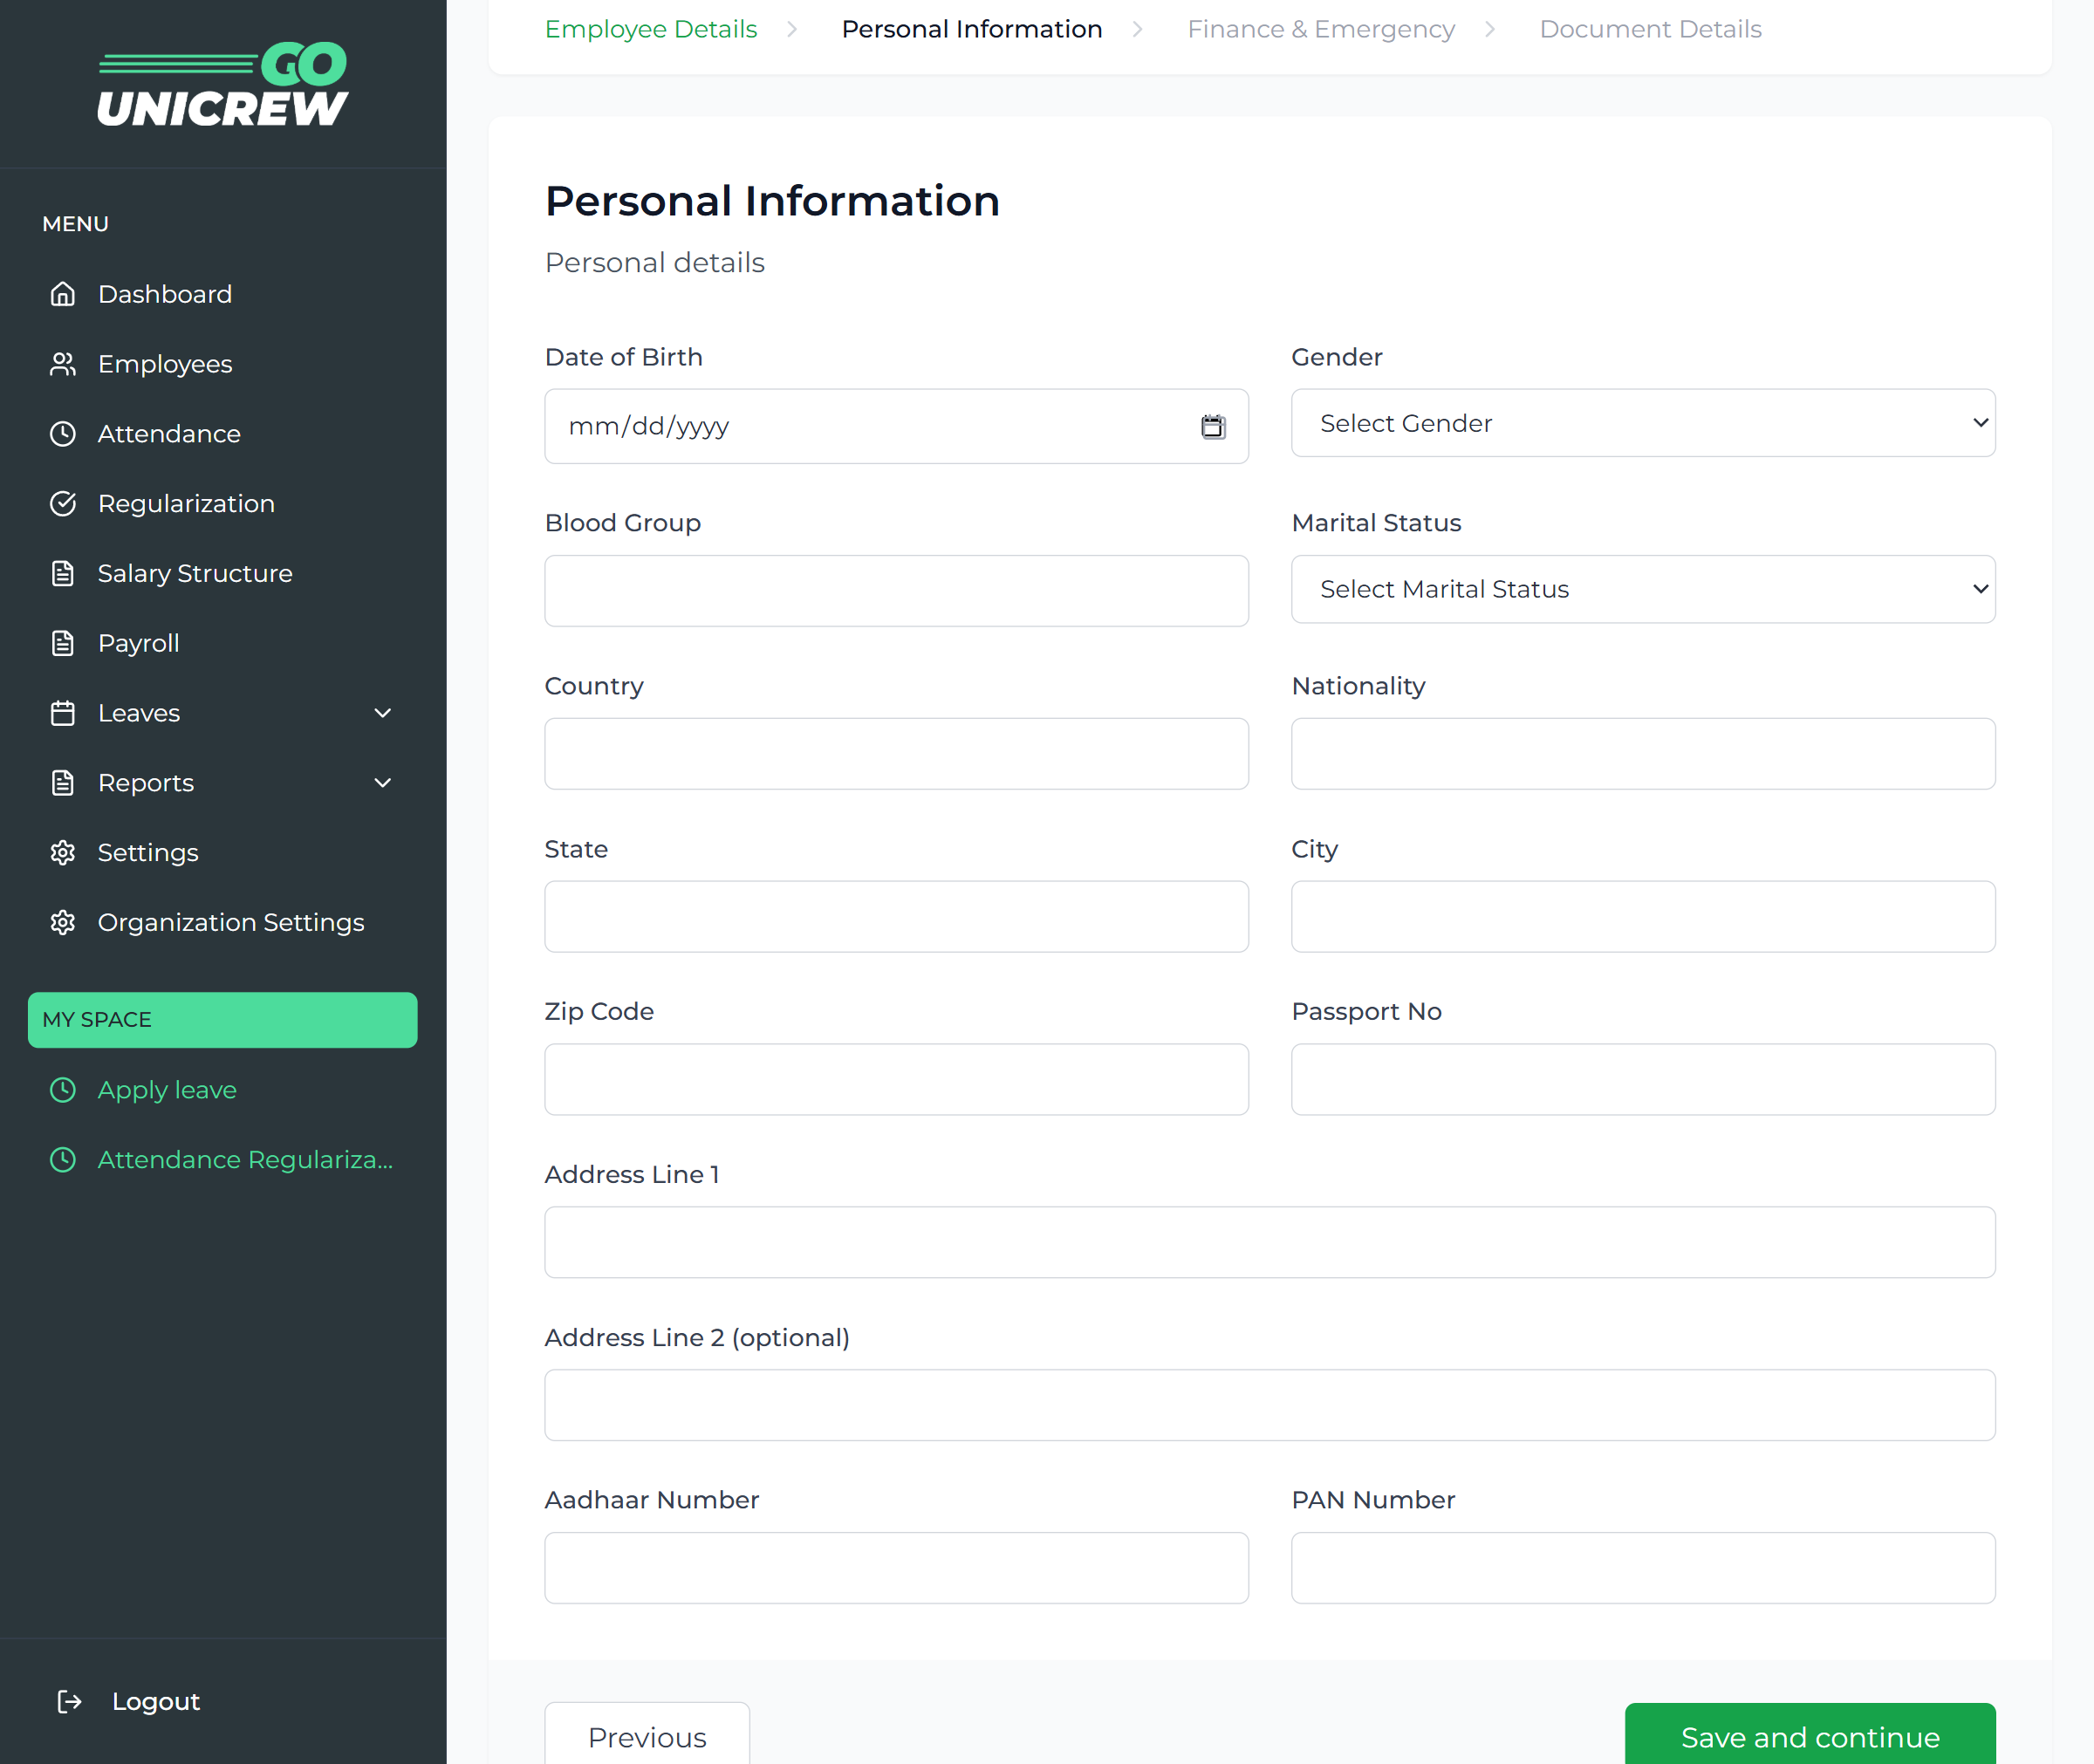 GO
UNICREW
MENU
Dashboard
Employees
Attendance
Regularization
Salary Structure
Payroll
Leaves
Reports
Settings
Organization Settings
MY SPACE
Apply leave
Attendance Regulariza...
Logout
Employee Details
Personal Information
Finance & Emergency
Document Details
Personal Information
Personal details
Date of Birth
mm/dd/yyyy
Gender
Select Gender
Blood Group
Marital Status
Select Marital Status
Country
Nationality
State
City
Zip Code
Passport No
Address Line 1
Address Line 2 (optional)
Aadhaar Number
PAN Number
Previous
Save and continue